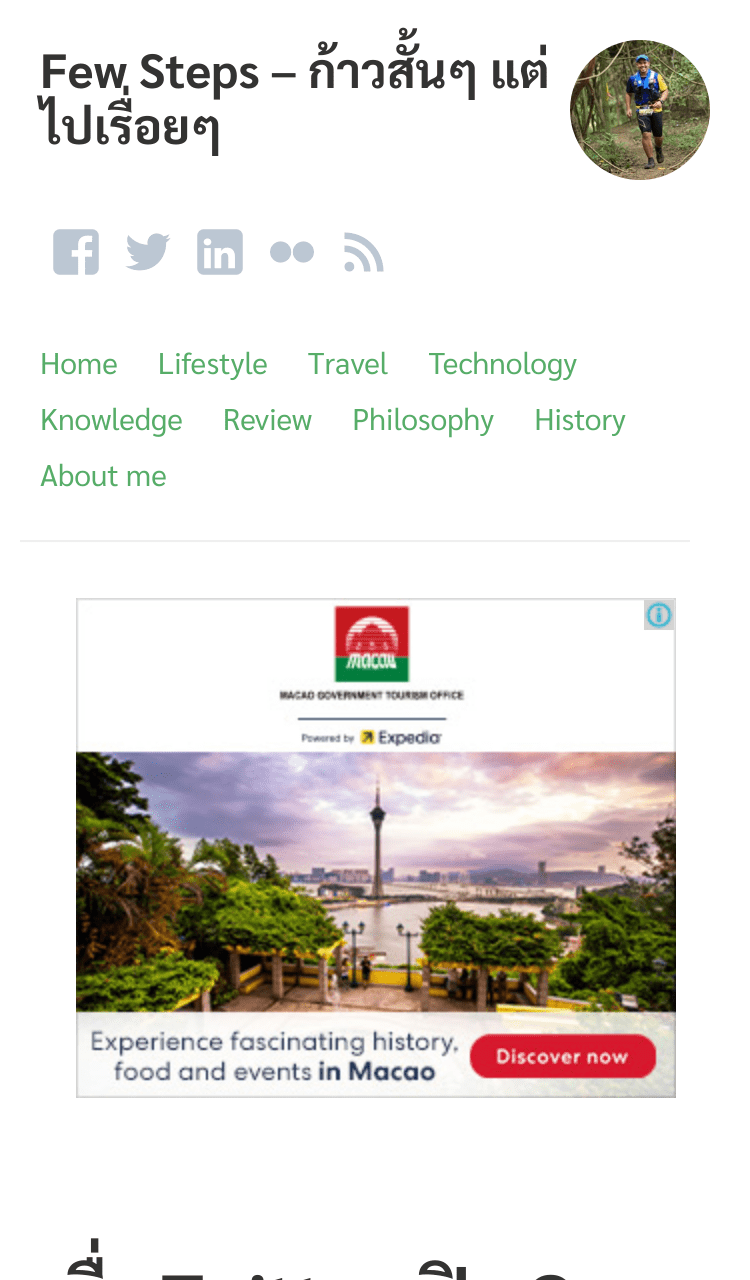 Few Steps – ก้าวสั้นๆ แต่
ไปเรื่อยๆ
Home Lifestyle Travel Technology
Knowledge Review Philosophy History
About me
macau
MACAO GOVERNMENT TOURISM OFFICE
Powered by Expedia
Experience fascinating history,
food and events in Macao
Discover now